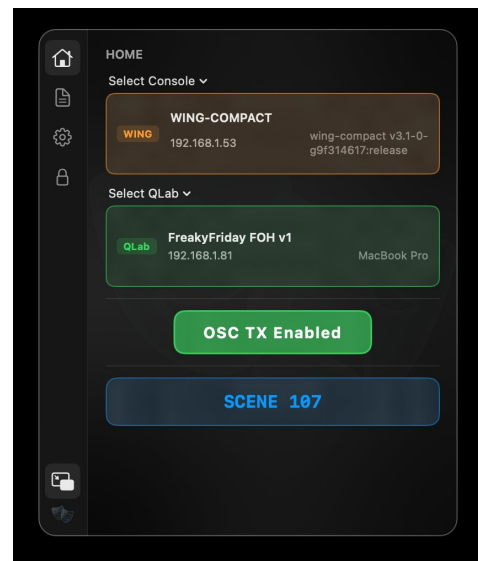 HOME
Select Console
WING-COMPACT
WING
192.168.1.53
wing-compact v3.1-0-
g9f314617:release
Select QLab
FreakyFriday FOH v1
QLab
192.168.1.81
MacBook Pro
OSC TX Enabled
SCENE 107